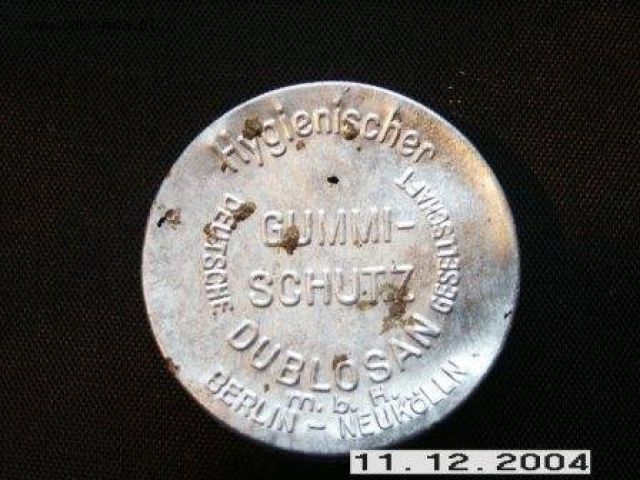 Hygienischer
GUMMI-
SCHUTZ
DEUTSCHE DUBLOSAN GESELLSCHAFT
m.b.H.
BERLIN - NEUKÖLLN.
11.12.2004